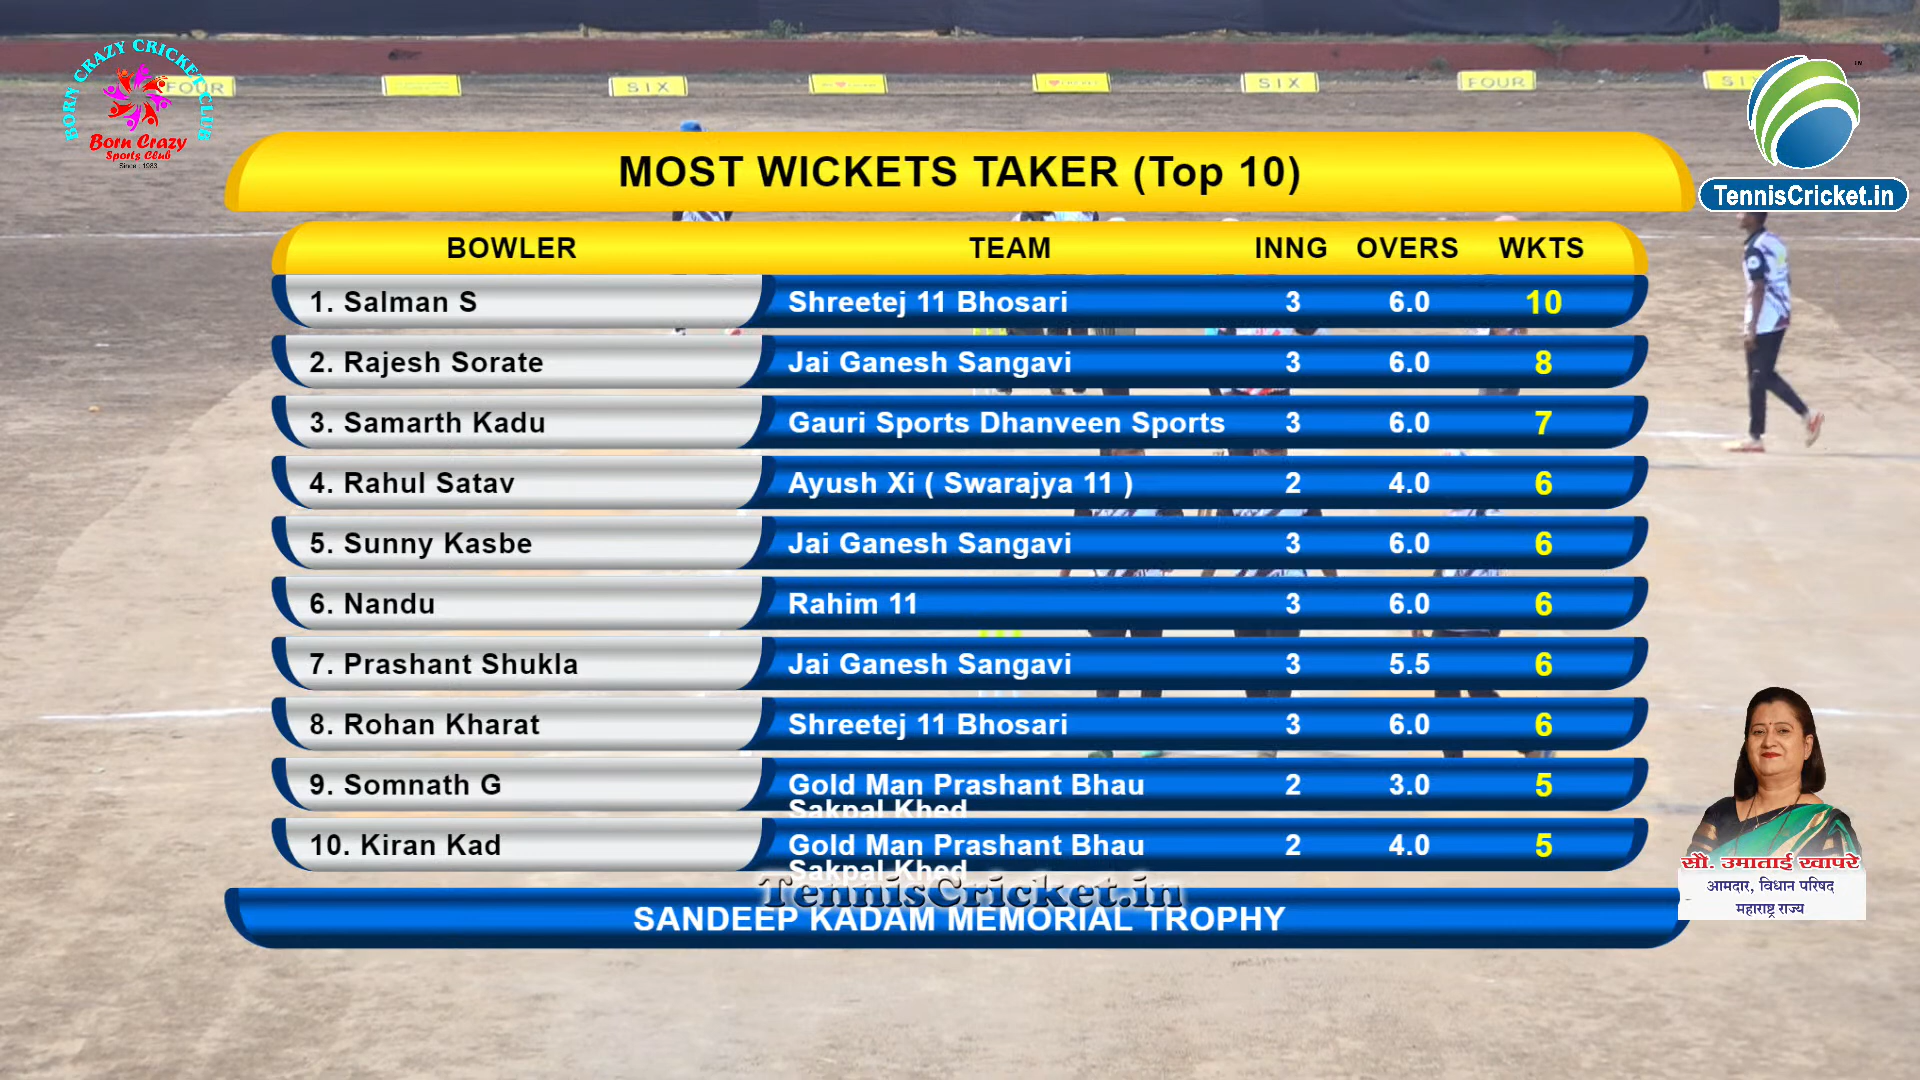 BORN CRAZY CRICKET CLUB
Born Crazy
Sports Club
Since : 1983
FOUR
SIX
SIX
FOUR
TM
TennisCricket.in
MOST WICKETS TAKER (Top 10)
BOWLER TEAM INNG OVERS WKTS
1. Salman S Shreetej 11 Bhosari 3 6.0 10
2. Rajesh Sorate Jai Ganesh Sangavi 3 6.0 8
3. Samarth Kadu Gauri Sports Dhanveen Sports 3 6.0 7
4. Rahul Satav Ayush Xi ( Swarajya 11 ) 2 4.0 6
5. Sunny Kasbe Jai Ganesh Sangavi 3 6.0 6
6. Nandu Rahim 11 3 6.0 6
7. Prashant Shukla Jai Ganesh Sangavi 3 5.5 6
8. Rohan Kharat Shreetej 11 Bhosari 3 6.0 6
9. Somnath G Gold Man Prashant Bhau 2 3.0 5
Sakpal Khed
10. Kiran Kad Gold Man Prashant Bhau 2 4.0 5
Sakpal Khed
TennisCricket.in
SANDEEP KADAM MEMORIAL TROPHY
सौ. उमाताई खापरे
आमदार, विधान परिषद
महाराष्ट्र राज्य